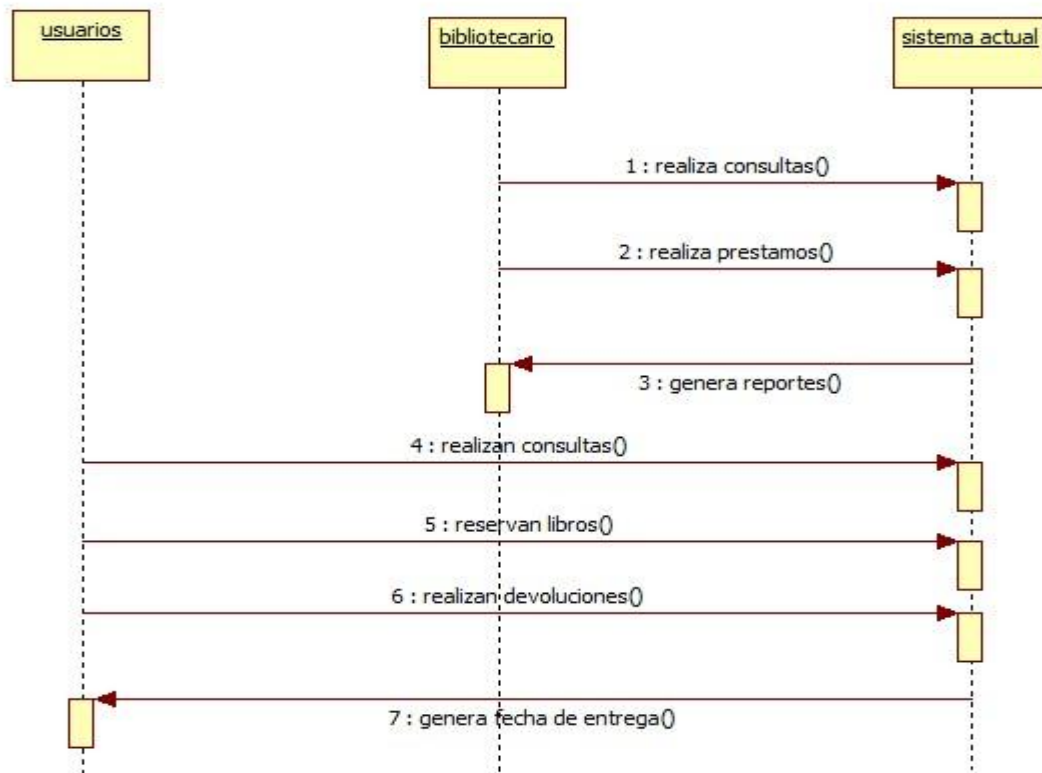 usuarios
bibliotecario
sistema actual
1 : realiza consultas()
2 : realiza prestamos()
3 : genera reportes()
4 : realizan consultas()
5 : reservan libros()
6 : realizan devoluciones()
7 : genera fecha de entrega()